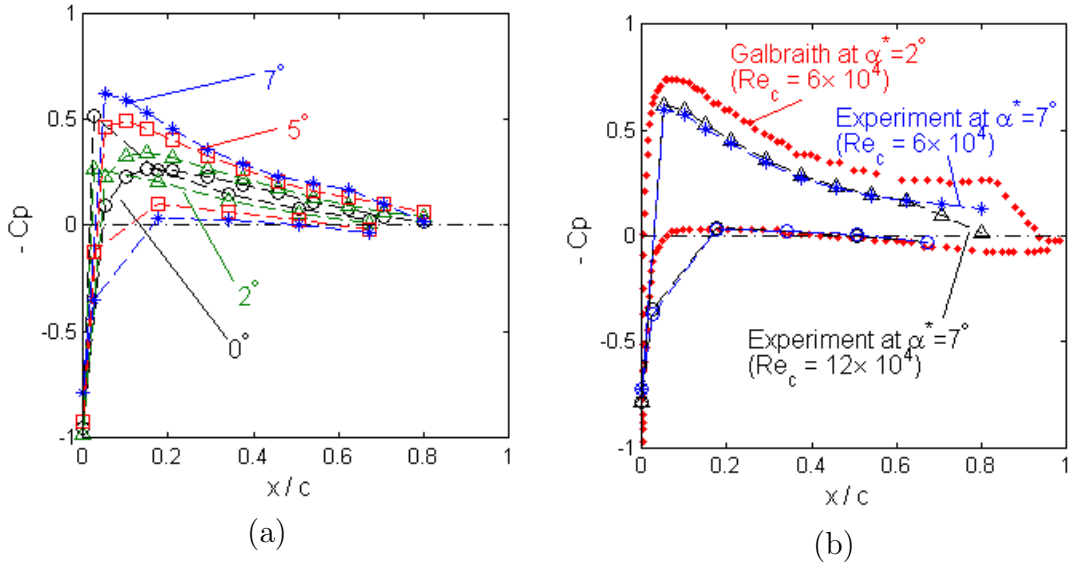 1
0.5
0
-0.5
-1
- Cp
0 0.2 0.4 0.6 0.8 1
x / c
7°
5°
2°
0°
(a)
1
0.5
0
-0.5
-1
- Cp
0 0.2 0.4 0.6 0.8 1
x / c
Galbraith at α*=2°
(Re_c = 6× 10^4)
Experiment at α*=7°
(Re_c = 6× 10^4)
Experiment at α*=7°
(Re_c = 12× 10^4)
(b)